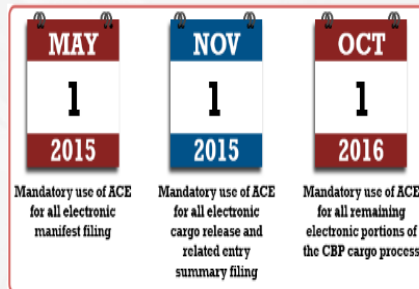 MAY
1
2015
Mandatory use of ACE
for all electronic
manifest filing
NOV
1
2015
Mandatory use of ACE
for all electronic
cargo release and
related entry
summary filing
OCT
1
2016
Mandatory use of ACE
for all remaining
electronic portions of
the CBP cargo process